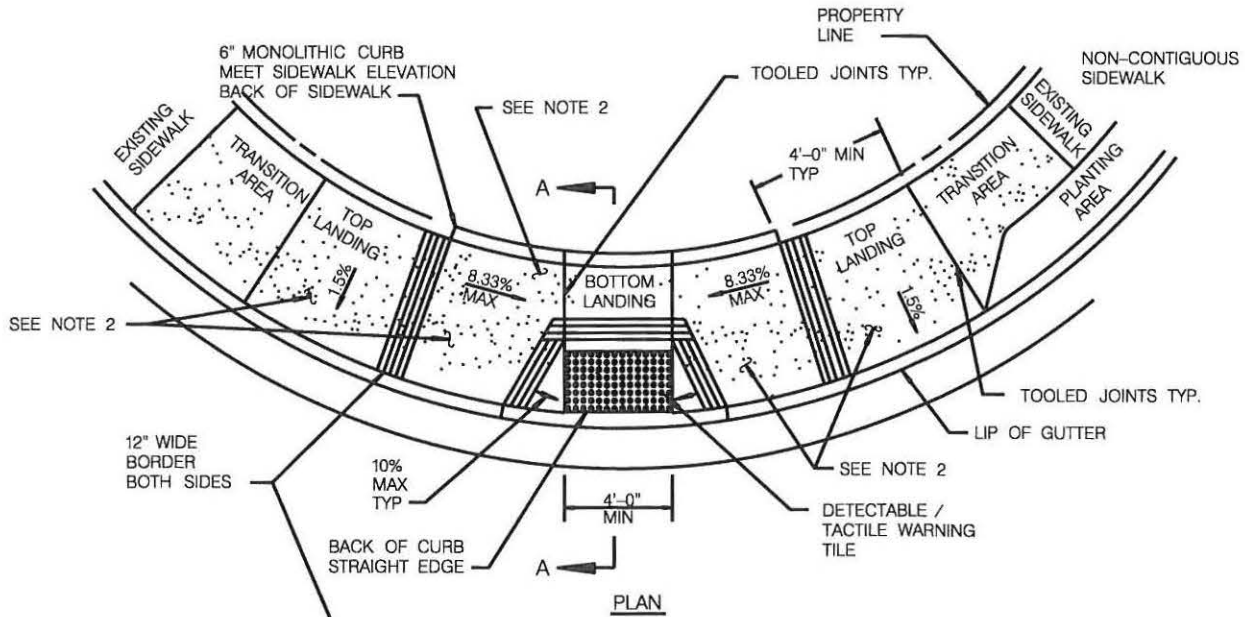 PROPERTY
LINE
6" MONOLITHIC CURB
MEET SIDEWALK ELEVATION
BACK OF SIDEWALK
TOOLED JOINTS TYP.
NON-CONTIGUOUS
SIDEWALK
SEE NOTE 2
EXISTING
SIDEWALK
TRANSITION
AREA
TOP
LANDING
1.5%
8.33%
MAX
A
BOTTOM
LANDING
8.33%
MAX
4'-0" MIN
TYP
TOP
LANDING
1.5%
TRANSITION
AREA
EXISTING
SIDEWALK
PLANTING
AREA
SEE NOTE 2
TOOLED JOINTS TYP.
LIP OF GUTTER
SEE NOTE 2
12" WIDE
BORDER
BOTH SIDES
10%
MAX
TYP
4'-0"
MIN
DETECTABLE /
TACTILE WARNING
TILE
BACK OF CURB
STRAIGHT EDGE
A
PLAN